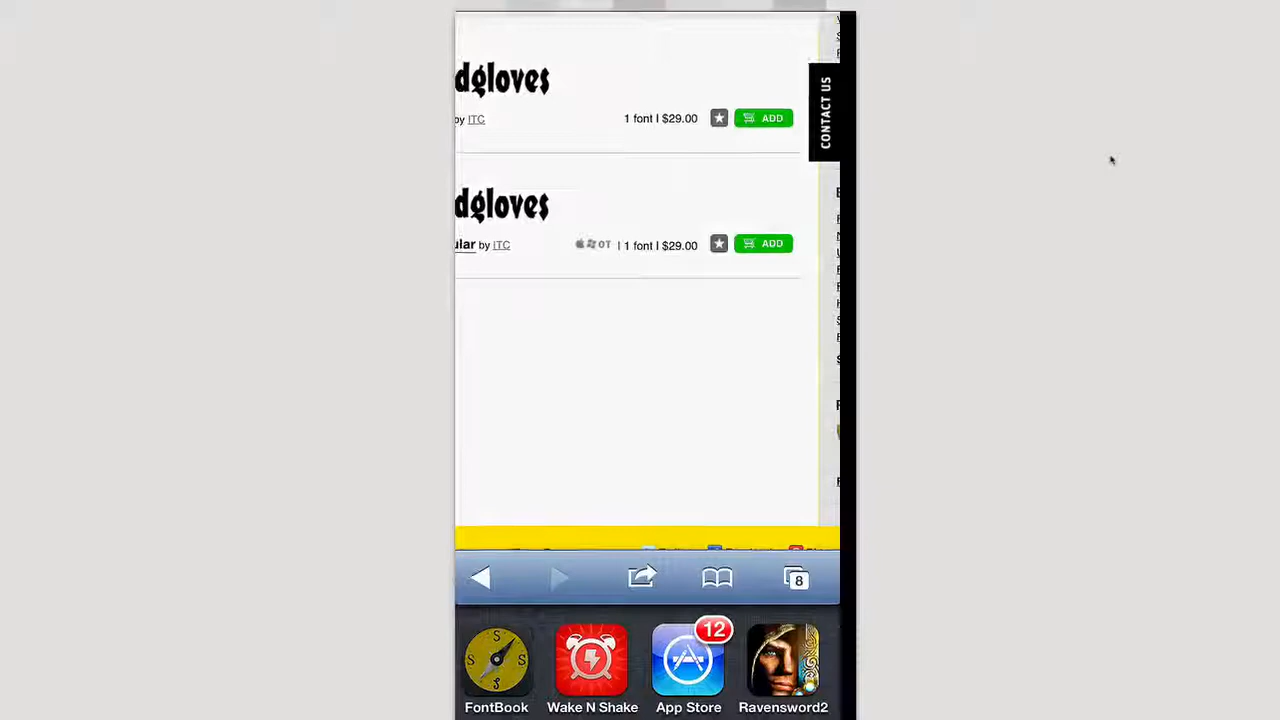 dgloves
by ITC
1 font | $29.00
ADD
CONTACT US
dgloves
ular by ITC
OT | 1 font | $29.00
ADD
8
12
S
S
S
S
FontBook
Wake N Shake
App Store
Ravensword2